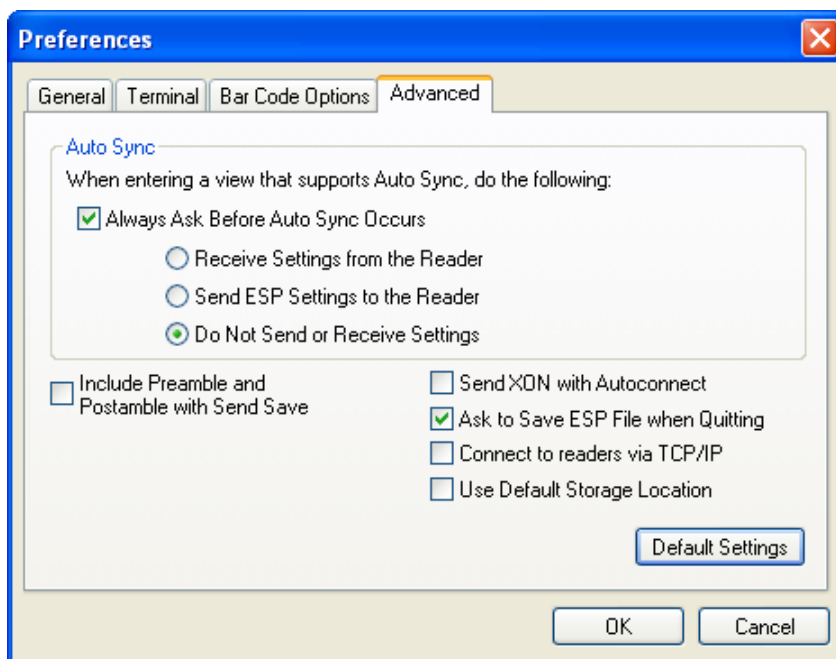 Preferences
General Terminal Bar Code Options Advanced
Auto Sync
When entering a view that supports Auto Sync, do the following:
Always Ask Before Auto Sync Occurs
Receive Settings from the Reader
Send ESP Settings to the Reader
Do Not Send or Receive Settings
Include Preamble and
Postamble with Send Save
Send XON with Autoconnect
Ask to Save ESP File when Quitting
Connect to readers via TCP/IP
Use Default Storage Location
Default Settings
OK Cancel